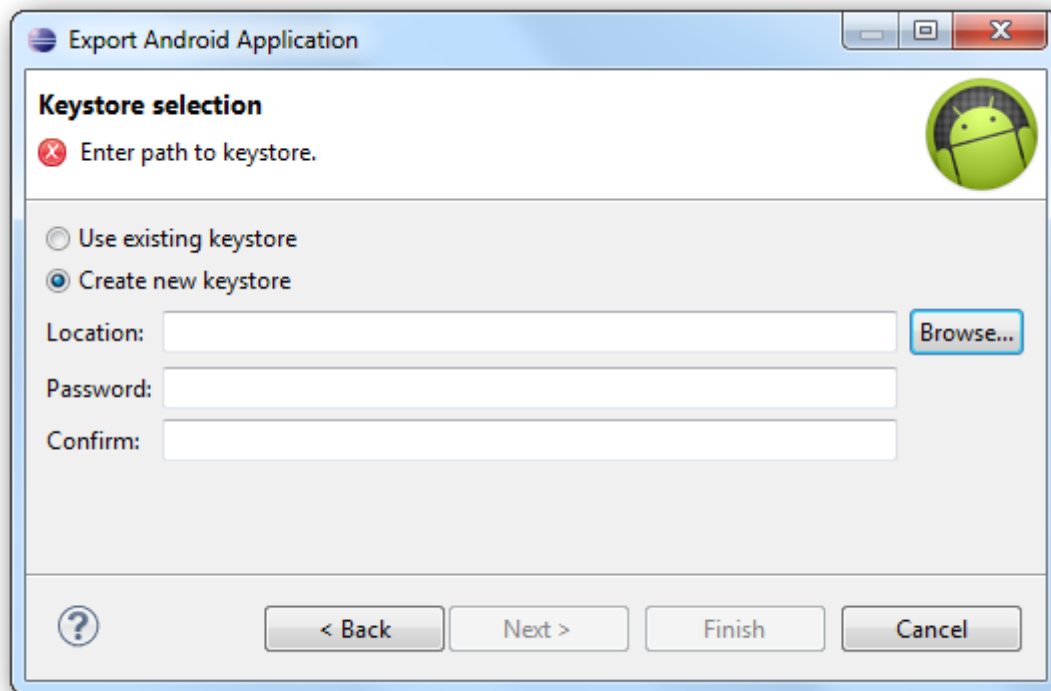 Export Android Application
Keystore selection
Enter path to keystore.
Use existing keystore
Create new keystore
Location: Browse...
Password:
Confirm:
? < Back Next > Finish Cancel